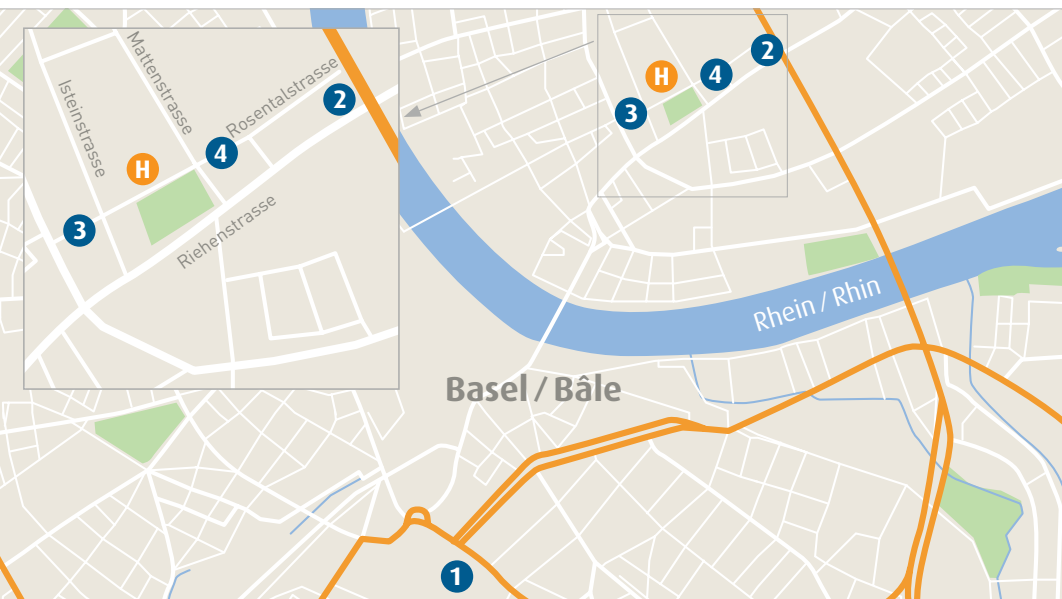 Mattenstrasse
Isteinstrasse
Rosentalstrasse
2
4
H
3
Riehenstrasse
2
4
H
3
Rhein / Rhin
Basel / Bâle
1